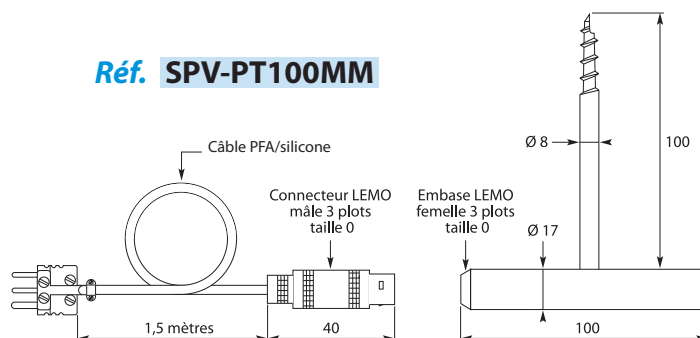 Réf. SPV-PT100MM
Câble PFA/silicone
Connecteur LEMO
mâle 3 plots
taille 0
Embase LEMO
femelle 3 plots
taille 0
Ø 8
100
Ø 17
1,5 mètres
40
100